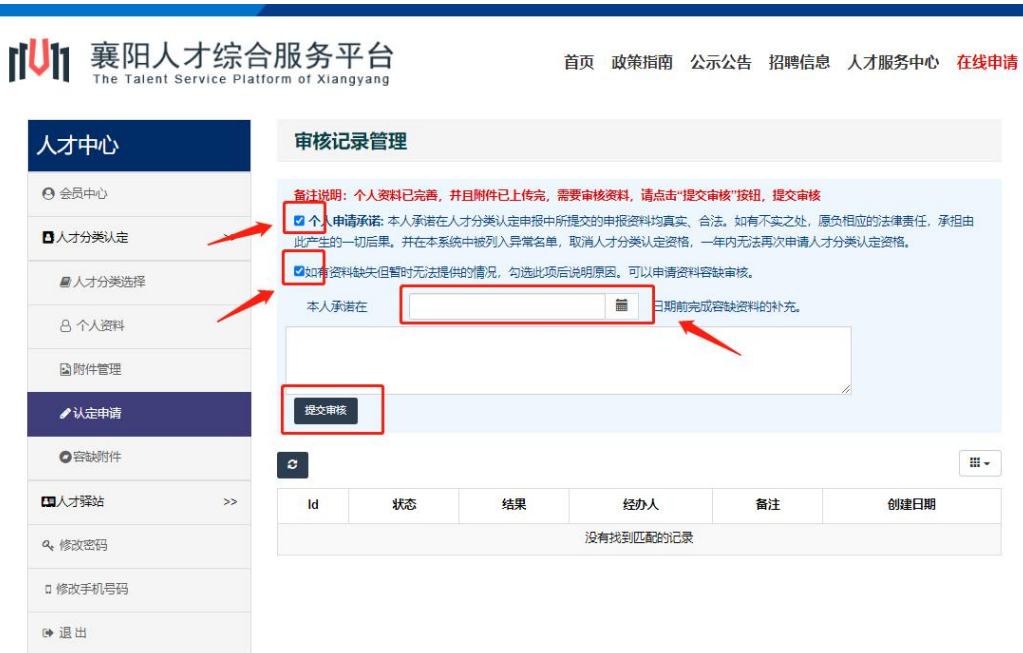 襄阳人才综合服务平台
The Talent Service Platform of Xiangyang
首页 政策指南 公示公告 招聘信息 人才服务中心 在线申请
人才中心
会员中心
人才分类认定
人才分类选择
个人资料
附件管理
认定申请
容缺附件
人才驿站 >>
修改密码
修改手机号码
退出
审核记录管理
备注说明：个人资料已完善，并且附件已上传完，需要审核资料，请点击“提交审核”按钮，提交审核
个人申请承诺: 本人承诺在人才分类认定申报中所提交的申报资料均真实、合法。如有不实之处，愿负相应的法律责任，承担由
此产生的一切后果。并在本系统中被列入异常名单，取消人才分类认定资格，一年内无法再次申请人才分类认定资格。
如有资料缺失但暂时无法提供的情况，勾选此项后说明原因。可以申请资料容缺审核。
本人承诺在 日期前完成容缺资料的补充。
提交审核
Id 状态 结果 经办人 备注 创建日期
没有找到匹配的记录